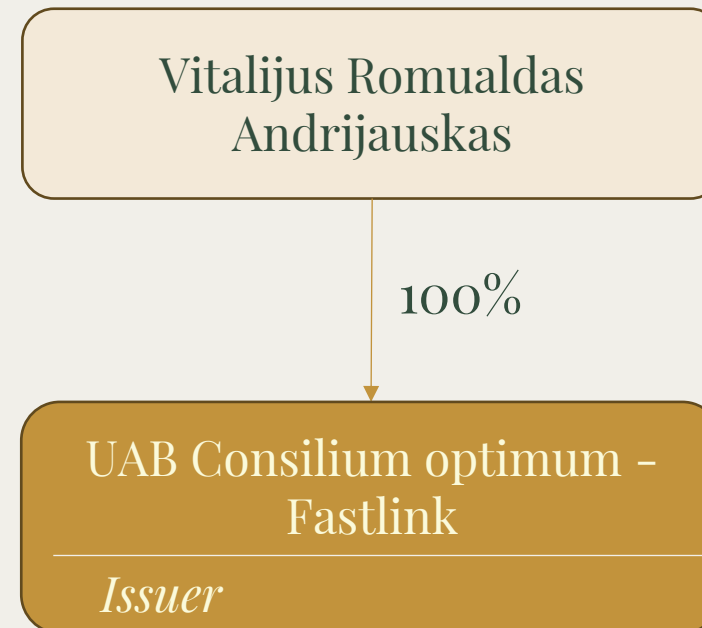 Vitalijus Romualdas
Andrijauskas
100%
UAB Consilium optimum -
Fastlink
Issuer